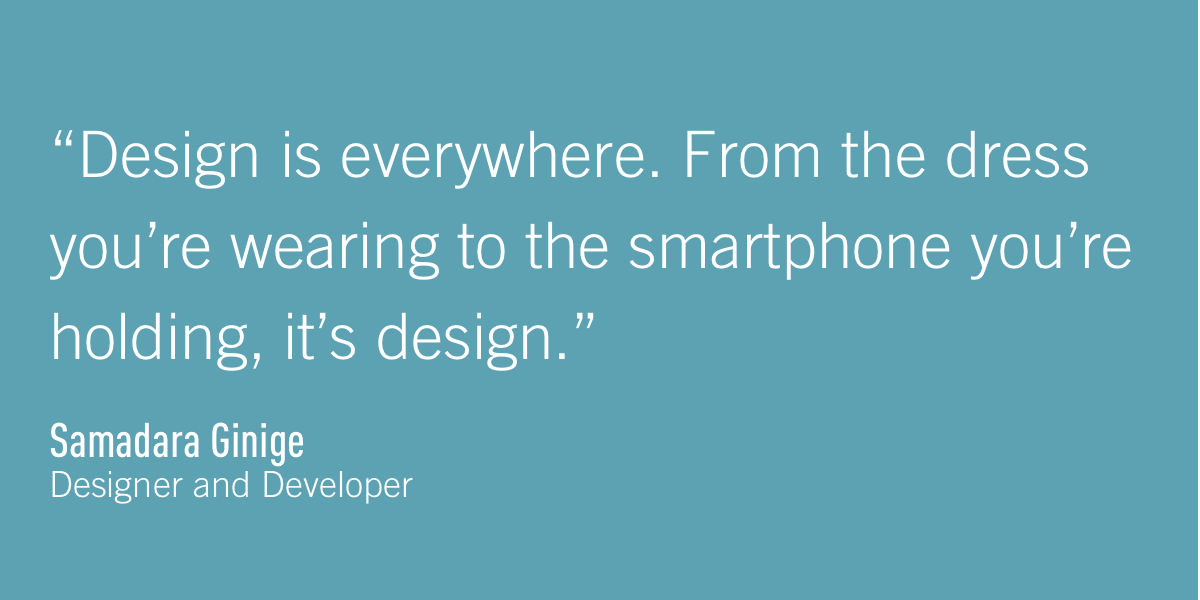 “Design is everywhere. From the dress
you’re wearing to the smartphone you’re
holding, it’s design.”
Samadara Ginige
Designer and Developer